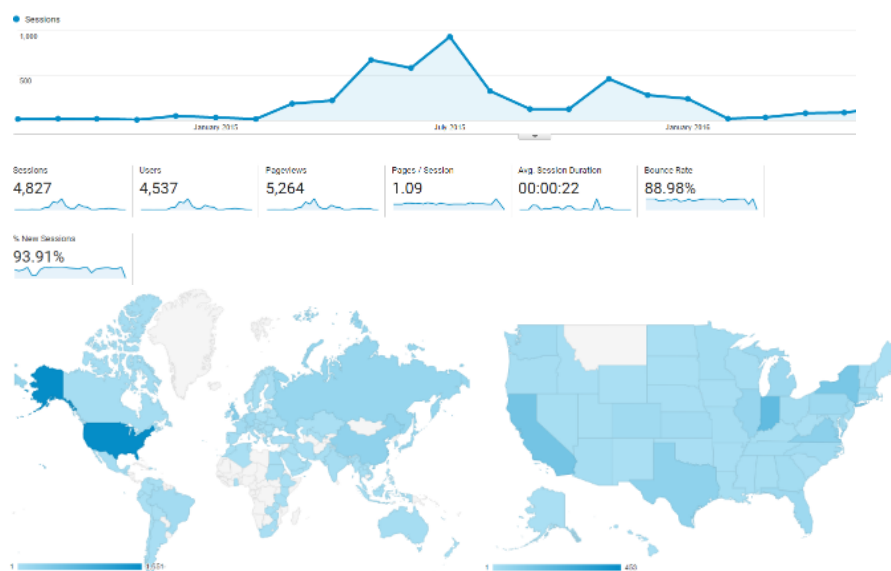 Sessions
1,000
500
January 2015
July 2015
January 2016
Sessions
Users
Pageviews
Pages / Session
Avg. Session Duration
Bounce Rate
4,827
4,537
5,264
1.09
00:00:22
88.98%
% New Sessions
93.91%
1
1